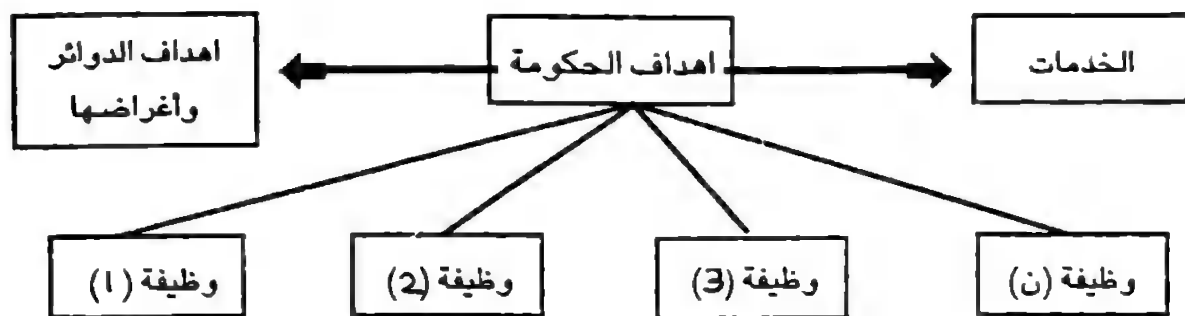 الخدمات
اهداف الحكومة
اهداف الدوائر
وأغراضها
وظيفة (ن)
وظيفة (3)
وظيفة (2)
وظيفة (1)